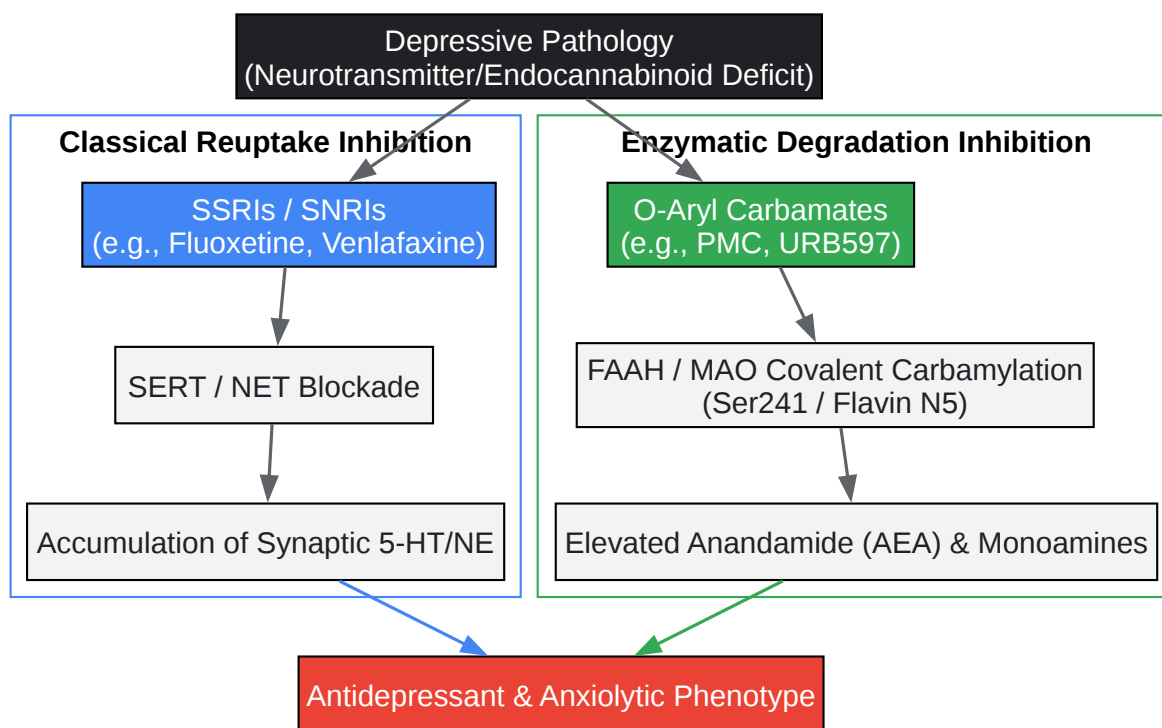 Depressive Pathology
(Neurotransmitter/Endocannabinoid Deficit)
Classical Reuptake Inhibition
SSRIs / SNRIs
(e.g., Fluoxetine, Venlafaxine)
SERT / NET Blockade
Accumulation of Synaptic 5-HT/NE
Enzymatic Degradation Inhibition
O-Aryl Carbamates
(e.g., PMC, URB597)
FAAH / MAO Covalent Carbamylation
(Ser241 / Flavin N5)
Elevated Anandamide (AEA) & Monoamines
Antidepressant & Anxiolytic Phenotype